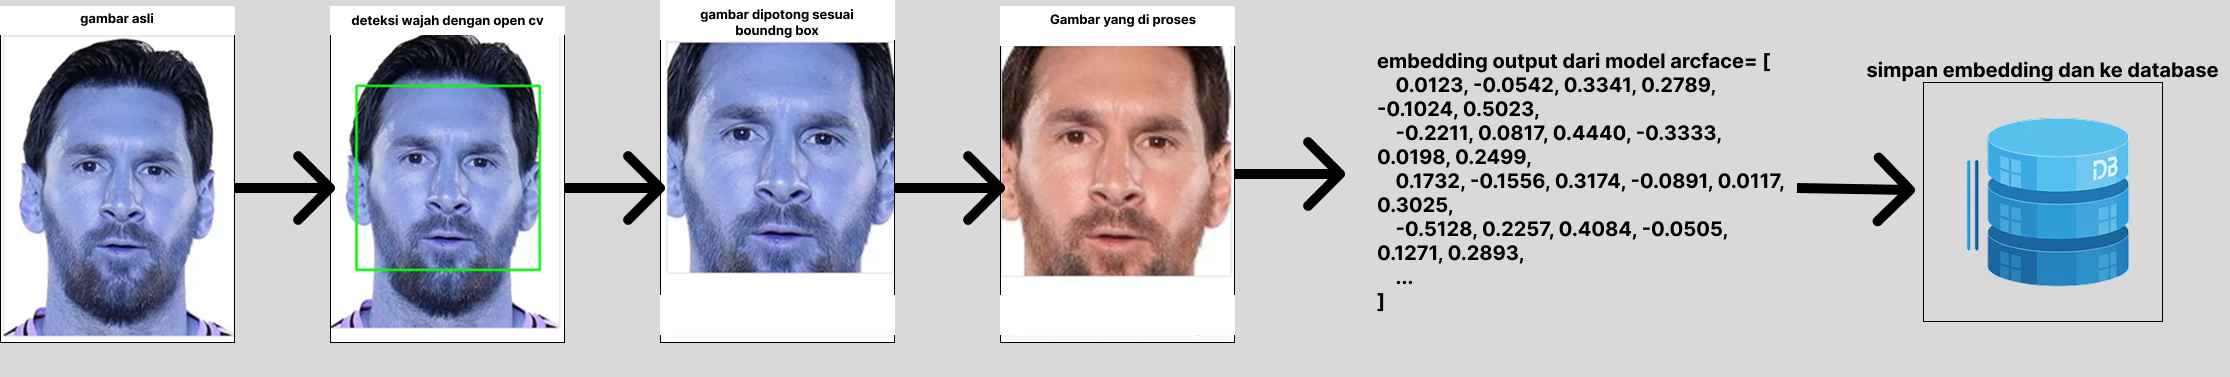 gambar asli
deteksi wajah dengan open cv
gambar dipotong sesuai
boundng box
Gambar yang di proses
embedding output dari model arcface= [
0.0123, -0.0542, 0.3341, 0.2789,
-0.1024, 0.5023,
-0.2211, 0.0817, 0.4440, -0.3333,
0.0198, 0.2499,
0.1732, -0.1556, 0.3174, -0.0891, 0.0117,
0.3025,
-0.5128, 0.2257, 0.4084, -0.0505,
0.1271, 0.2893,
...
]
simpan embedding dan ke database
DB